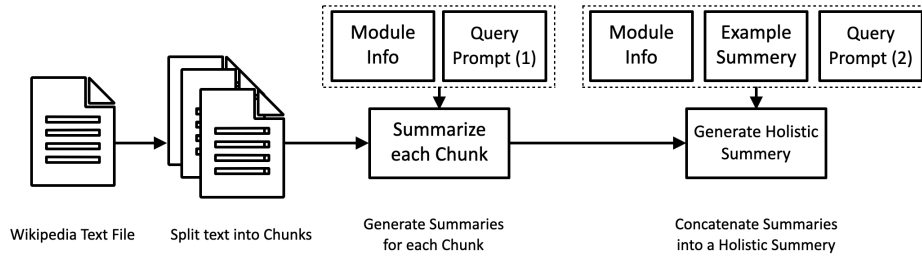 Module
Info
Query
Prompt (1)
Module
Info
Example
Summery
Query
Prompt (2)
Summarize
each Chunk
Generate Holistic
Summery
Wikipedia Text File
Split text into Chunks
Generate Summaries
for each Chunk
Concatenate Summaries
into a Holistic Summery